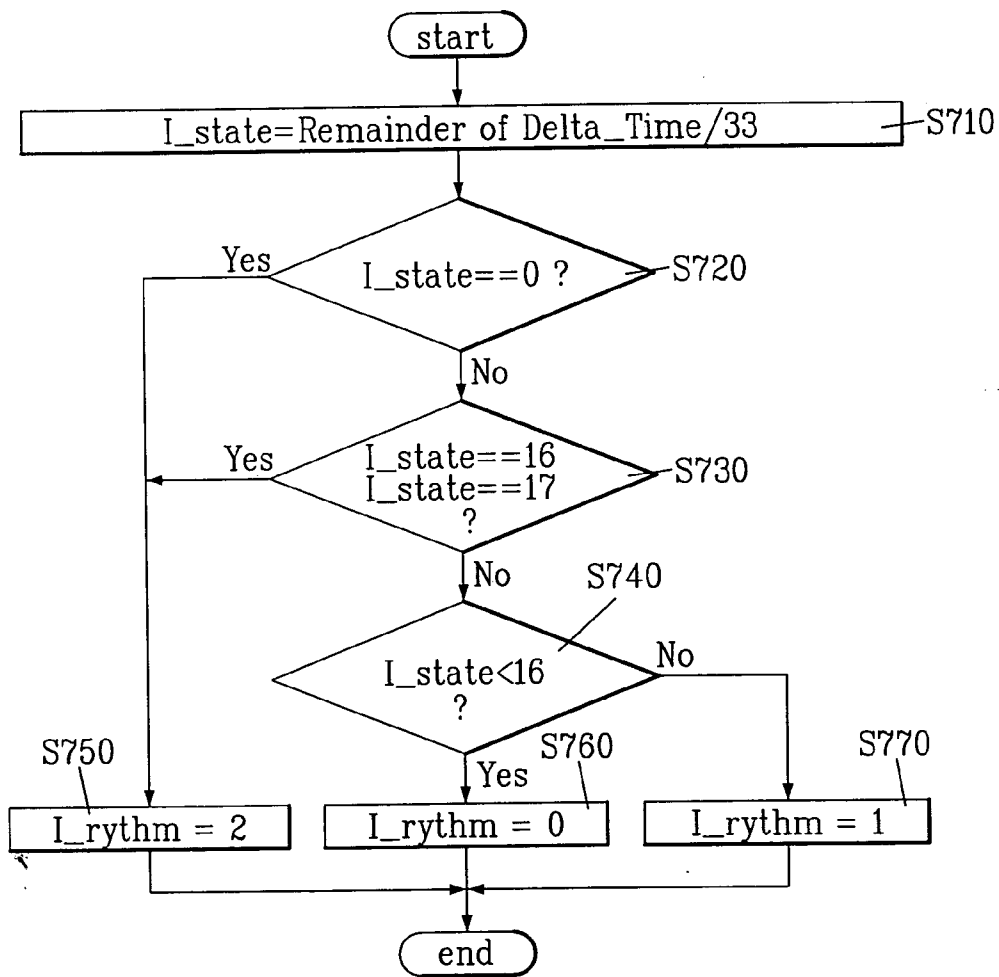 start
I_state=Remainder of Delta_Time/33
S710
Yes
I_state==0 ?
S720
No
Yes
I_state==16
I_state==17
?
S730
No
S740
I_state<16
?
No
S750
S760
S770
Yes
I_rythm = 2
I_rythm = 0
I_rythm = 1
end